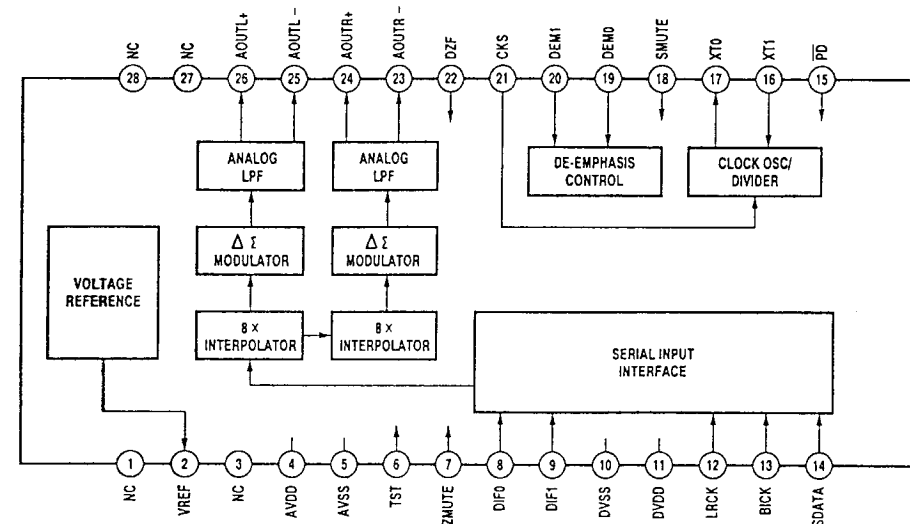 NC
NC
AOUTL+
AOUTL-
AOUTR+
AOUTR-
DZF
CKS
DEM1
DEM0
SMUTE
XT0
XT1
PD
28
27
26
25
24
23
22
21
20
19
18
17
16
15
ANALOG
LPF
ANALOG
LPF
DE-EMPHASIS
CONTROL
CLOCK OSC/
DIVIDER
Δ Σ
MODULATOR
Δ Σ
MODULATOR
VOLTAGE
REFERENCE
8 ×
INTERPOLATOR
8 ×
INTERPOLATOR
SERIAL INPUT
INTERFACE
1
2
3
4
5
6
7
8
9
10
11
12
13
14
NC
VREF
NC
AVDD
AVSS
TST
ZMUTE
DIF0
DIF1
DVSS
DVDD
LRCK
BICK
SDATA